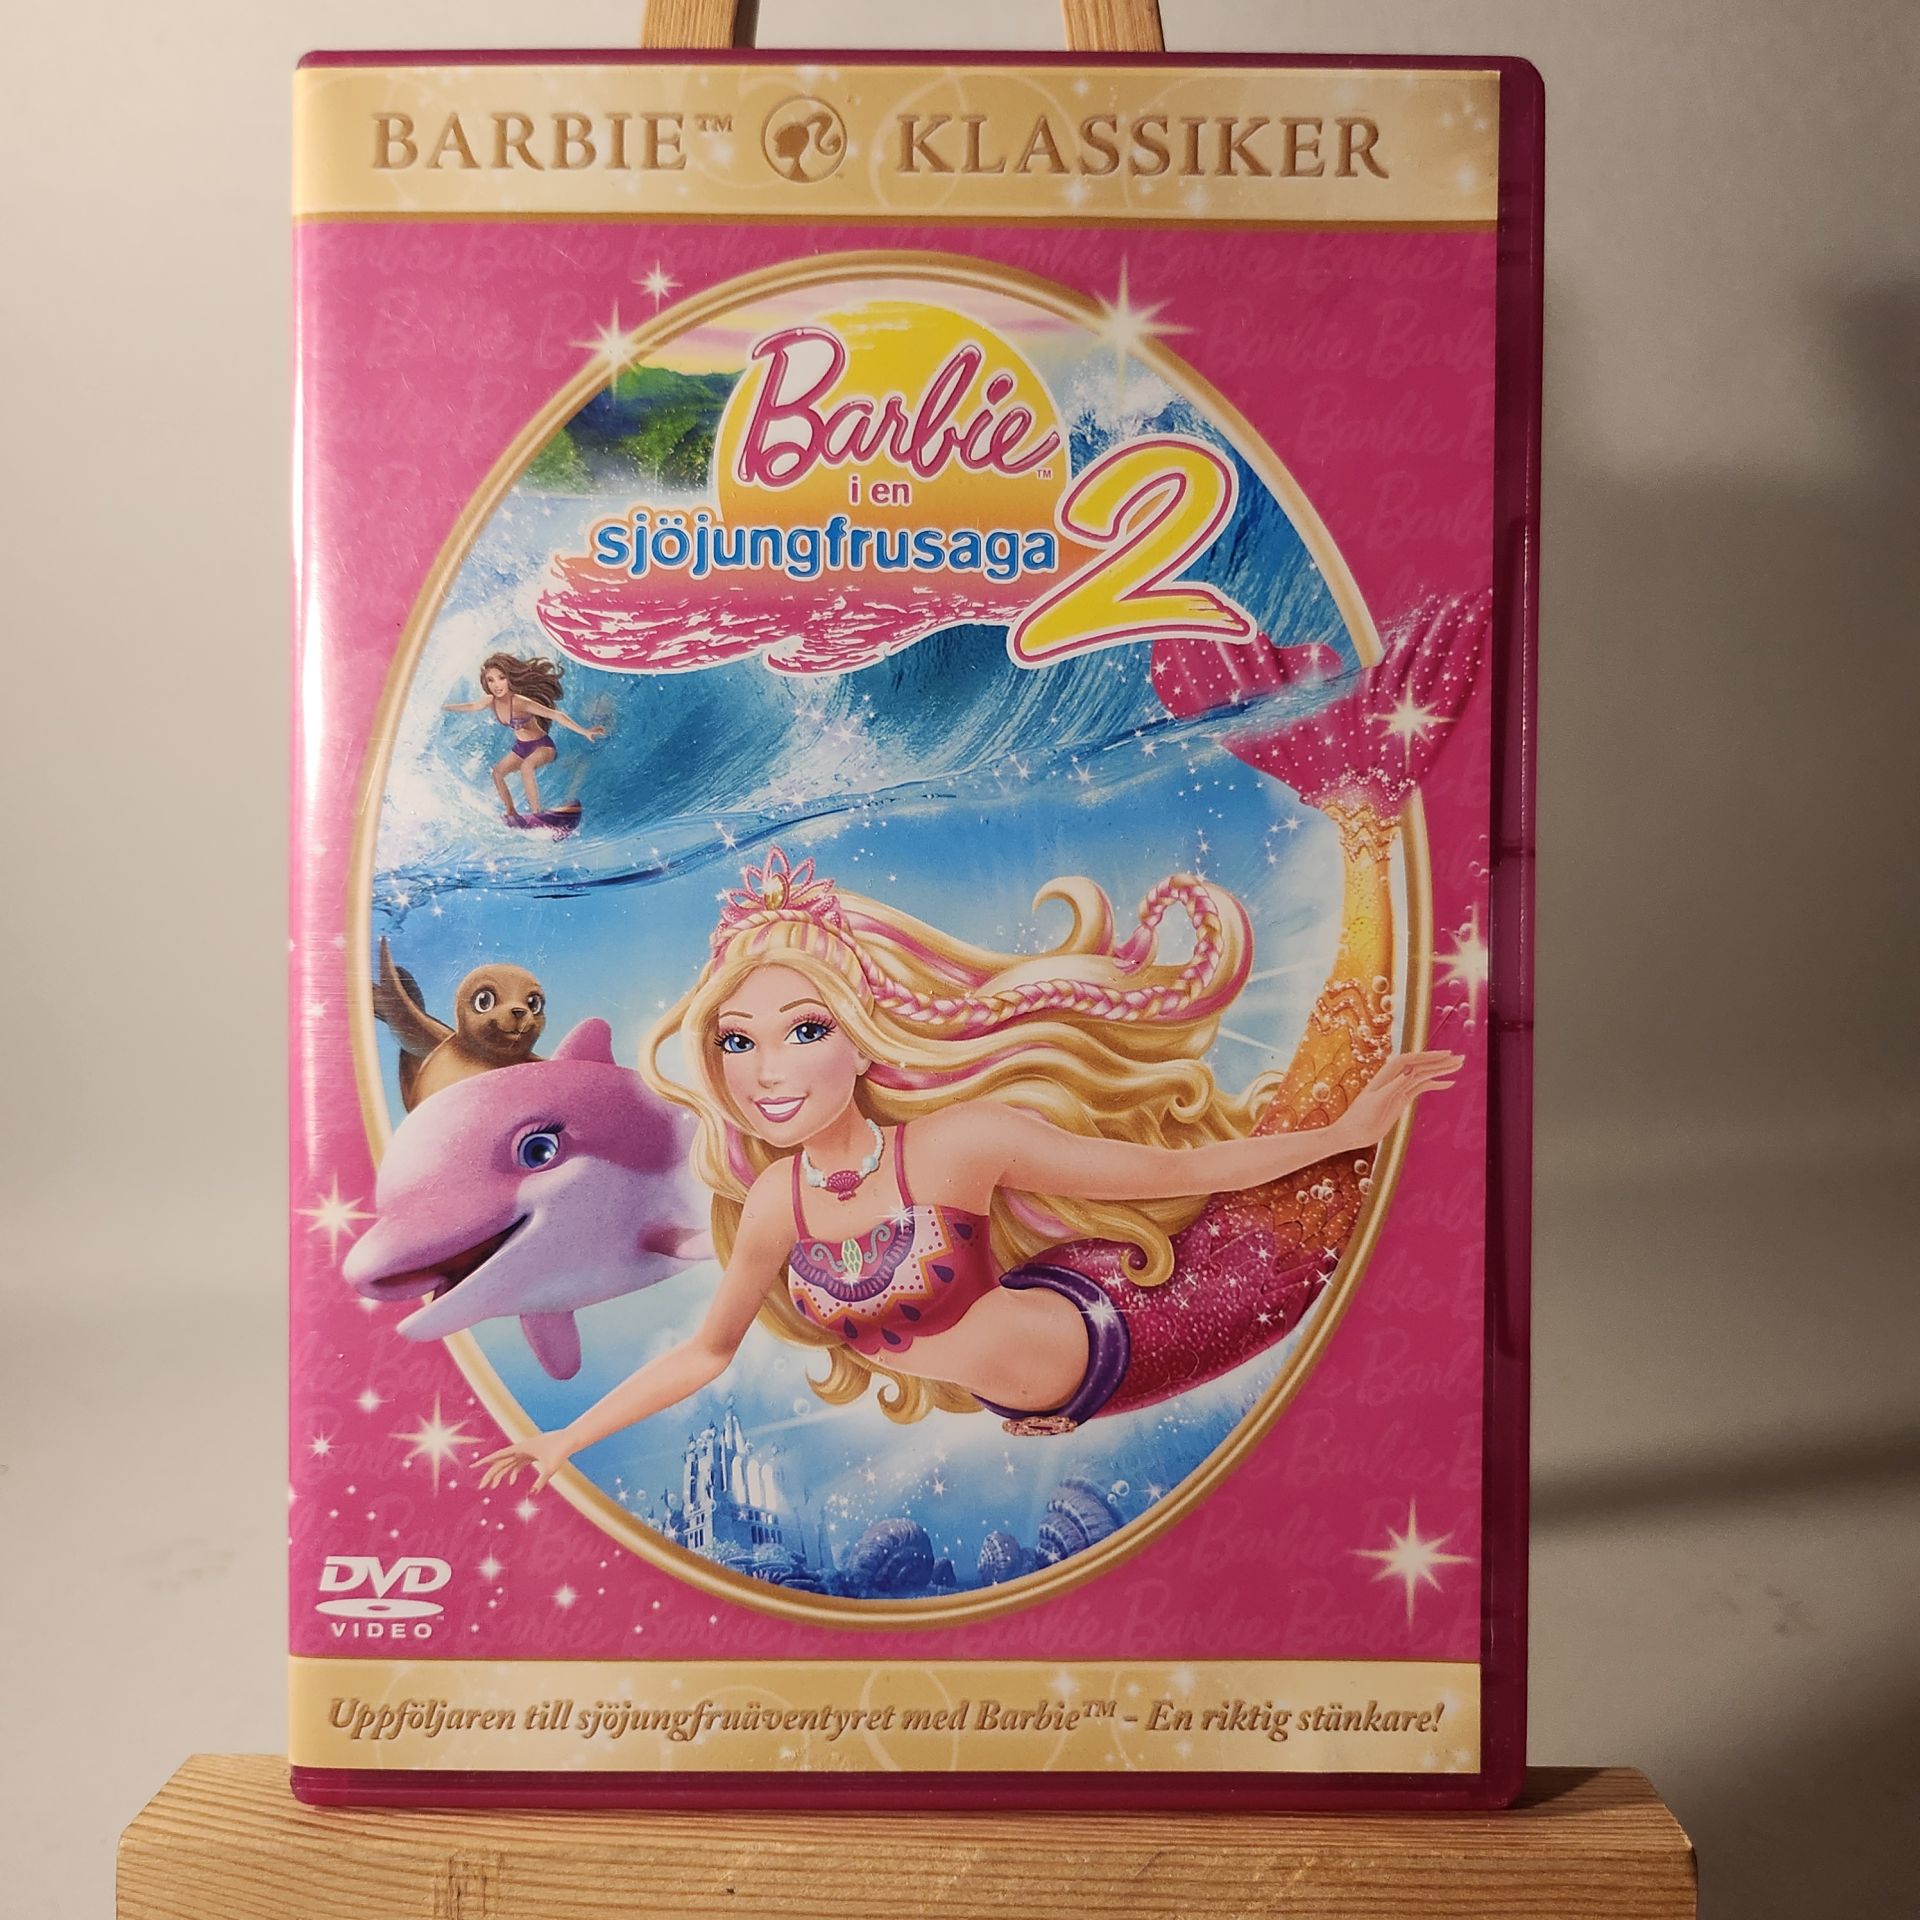 BARBIE™ KLASSIKER
Barbie™
i en
sjöjungfrusaga 2
DVD
VIDEO
Uppföljaren till sjöjungfruäventyret med Barbie™ - En riktig stänkare!